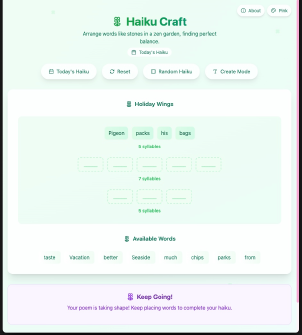 About
Pink
Haiku Craft
Arrange words like stones in a zen garden, finding perfect
balance.
Today's Haiku
Today's Haiku
Reset
Random Haiku
Create Mode
Holiday Wings
Pigeon packs his bags
5 syllables
7 syllables
5 syllables
Available Words
taste Vacation better Seaside much chips parks from
Keep Going!
Your poem is taking shape! Keep placing words to complete your haiku.